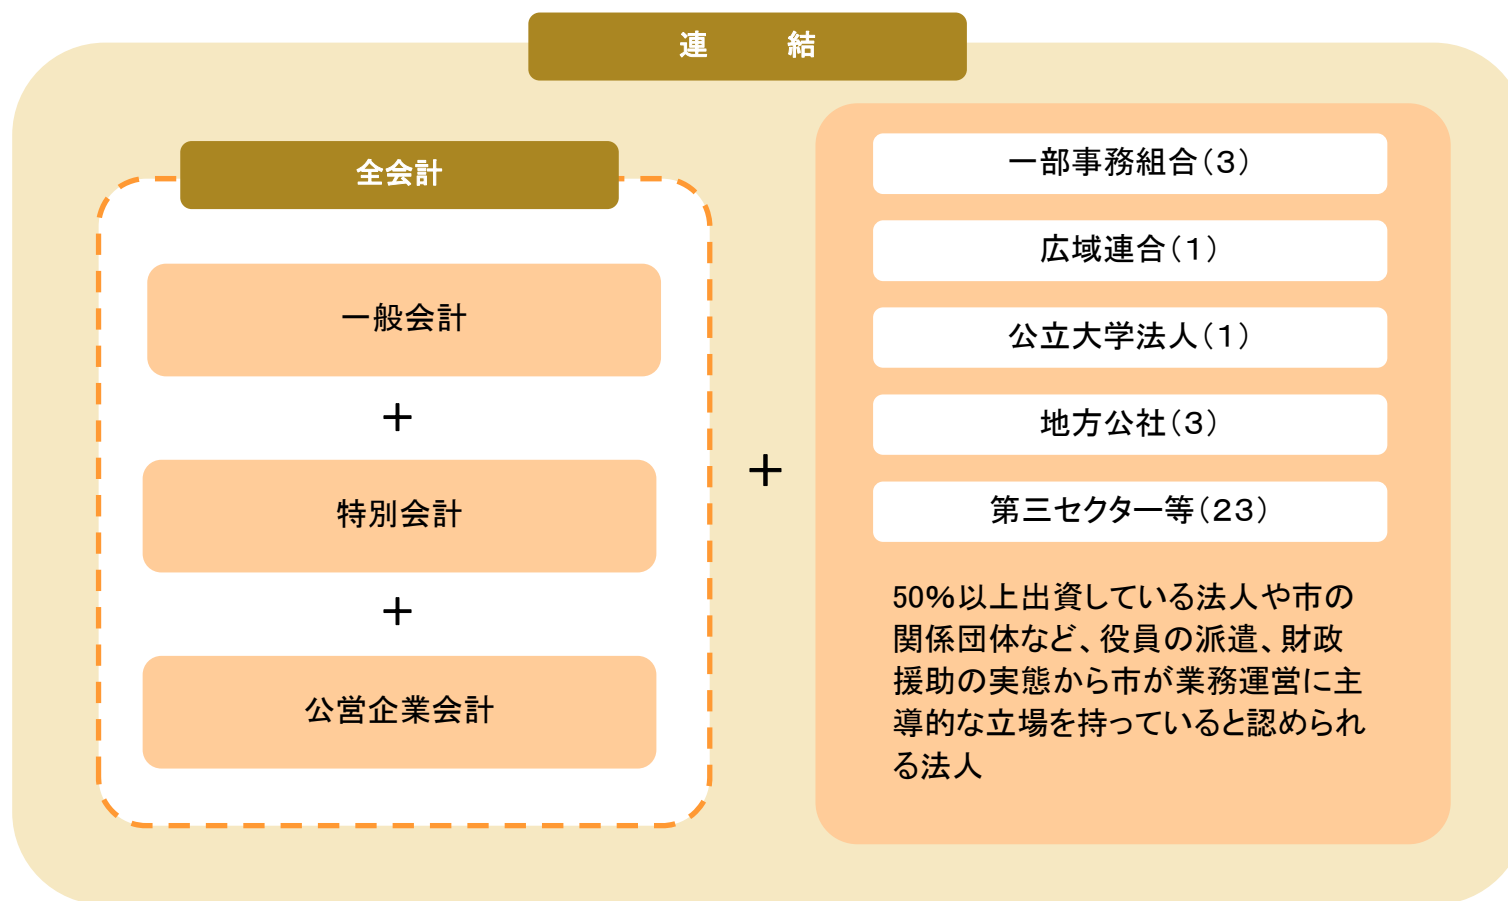 連　結
全会計
一般会計
＋
特別会計
＋
公営企業会計
＋
一部事務組合（３）
広域連合（１）
公立大学法人（１）
地方公社（３）
第三セクター等（２３）
50％以上出資している法人や市の
関係団体など、役員の派遣、財政
援助の実態から市が業務運営に主
導的な立場を持っていると認められ
る法人